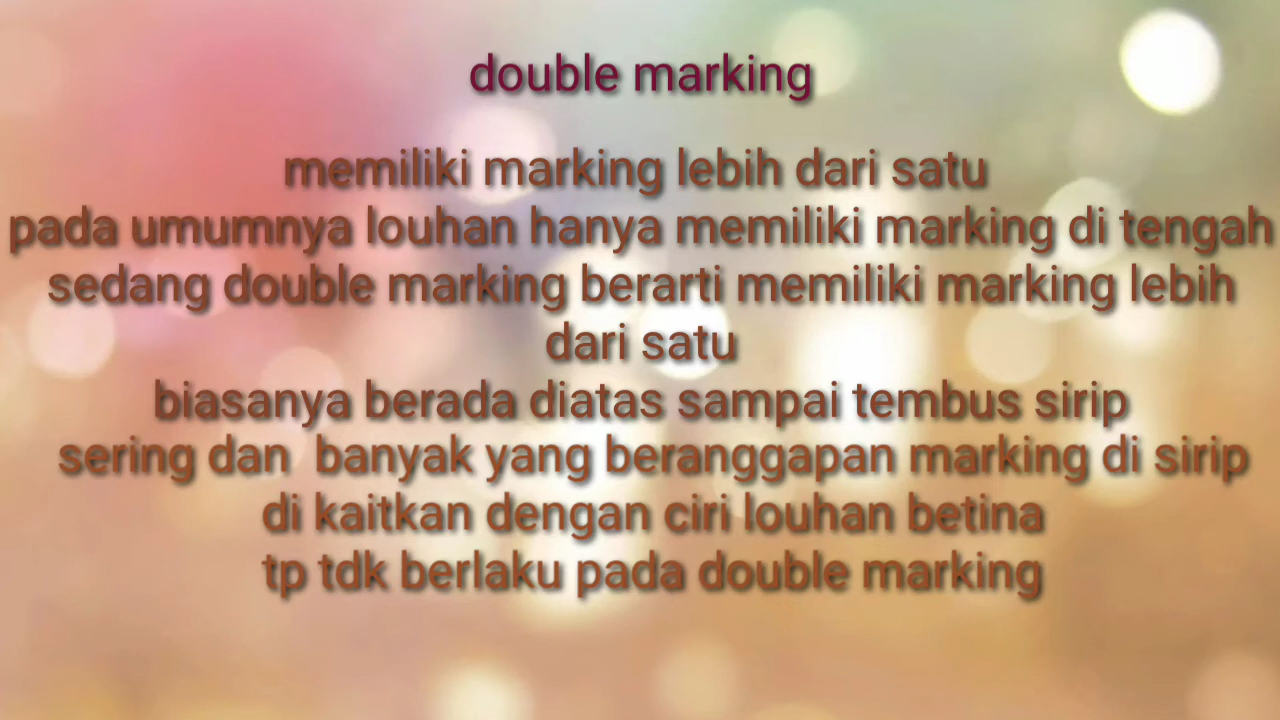 double marking
memiliki marking lebih dari satu
pada umumnya louhan hanya memiliki marking di tengah
sedang double marking berarti memiliki marking lebih
dari satu
biasanya berada diatas sampai tembus sirip
sering dan  banyak yang beranggapan marking di sirip
di kaitkan dengan ciri louhan betina
tp tdk berlaku pada double marking